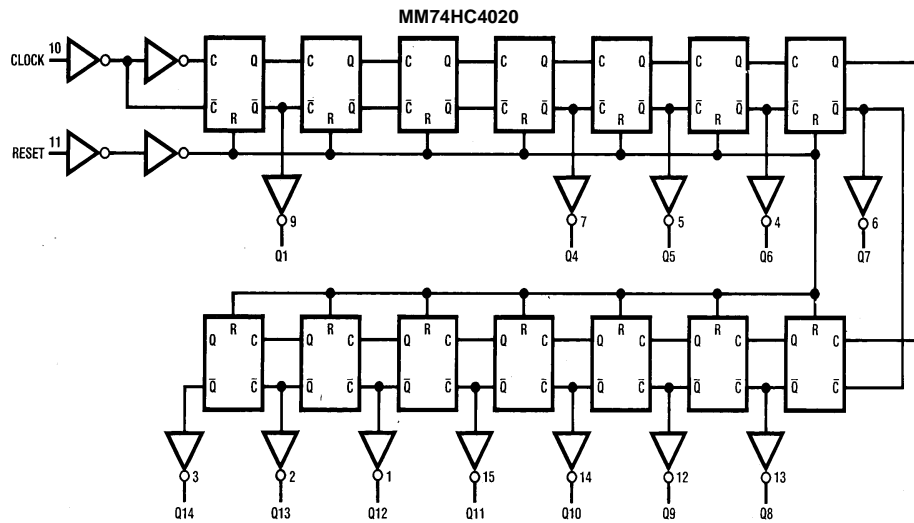 MM74HC4020
CLOCK 10
C Q C Q C Q C Q C Q C Q C Q
C̅ Q̅ C̅ Q̅ C̅ Q̅ C̅ Q̅ C̅ Q̅ C̅ Q̅ C̅ Q̅
R R R R R R R
RESET 11
9 7 5 4 6
Q1 Q4 Q5 Q6 Q7
R R R R R R R
Q C Q C Q C Q C Q C Q C Q C
Q̅ C̅ Q̅ C̅ Q̅ C̅ Q̅ C̅ Q̅ C̅ Q̅ C̅ Q̅ C̅
3 2 1 15 14 12 13
Q14 Q13 Q12 Q11 Q10 Q9 Q8